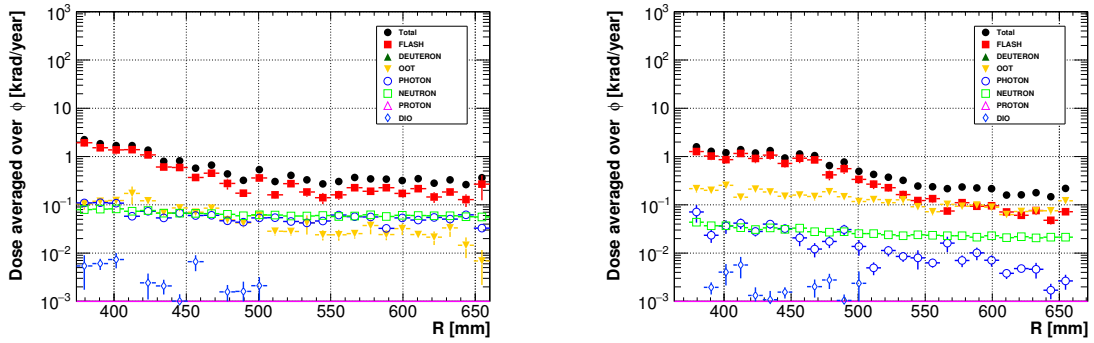 Dose averaged over ϕ [krad/year]
10³
10²
10
1
10⁻¹
10⁻²
10⁻³
Total
FLASH
DEUTERON
OOT
PHOTON
NEUTRON
PROTON
DIO
400 450 500 550 600 650
R [mm]
Dose averaged over ϕ [krad/year]
10³
10²
10
1
10⁻¹
10⁻²
10⁻³
Total
FLASH
DEUTERON
OOT
PHOTON
NEUTRON
PROTON
DIO
400 450 500 550 600 650
R [mm]